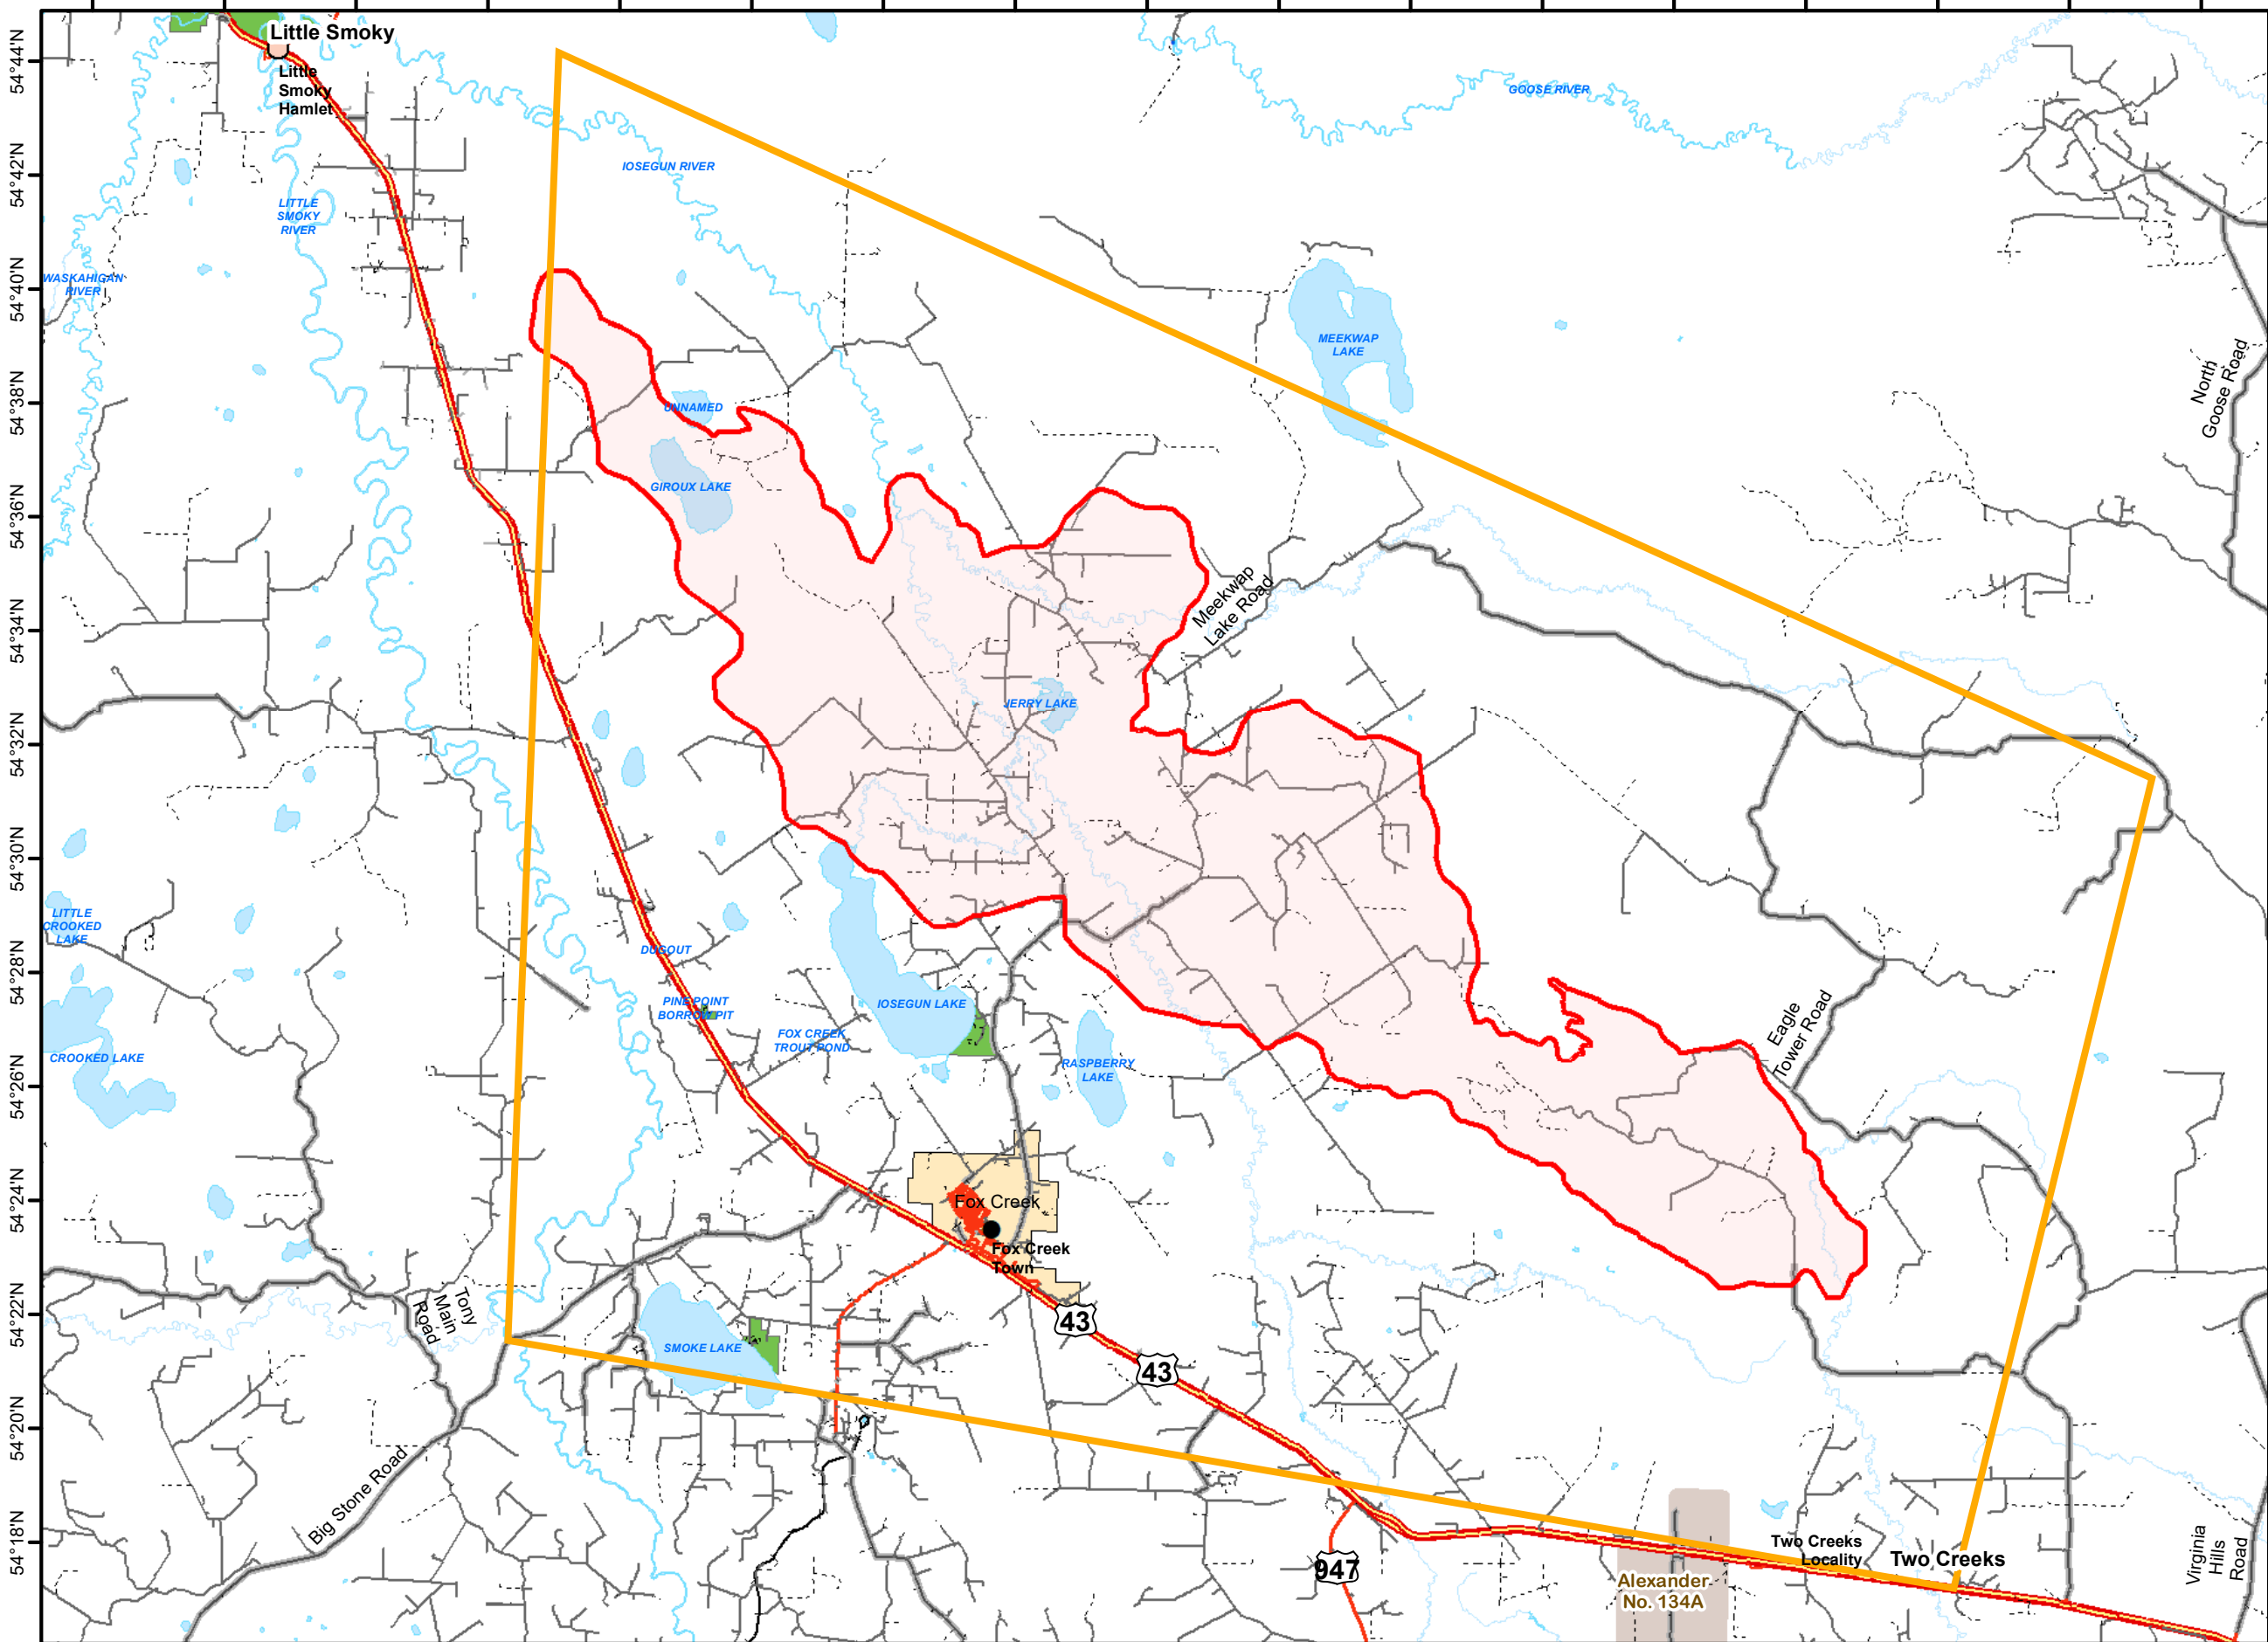 Little Smoky
54°44'N
Little
Smoky
Hamlet
GOOSE RIVER
54°42'N
IOSEGUN RIVER
LITTLE
SMOKY
RIVER
54°40'N
WASKAHIGAN
RIVER
MEEKWAP
LAKE
North
Goose Road
54°38'N
UNNAMED
GIROUX LAKE
54°36'N
Meekwap
Lake Road
54°34'N
JERRY LAKE
54°32'N
54°30'N
LITTLE
CROOKED
LAKE
54°28'N
DUGOUT
PINE POINT
BORROW PIT
IOSEGUN LAKE
FOX CREEK
TROUT POND
Eagle
Tower Road
CROOKED LAKE
54°26'N
RASPBERRY
LAKE
54°24'N
Fox Creek
Fox Creek
Town
54°22'N
Tony
Main
Road
43
SMOKE LAKE
43
54°20'N
Big Stone Road
54°18'N
947
Two Creeks
Locality
Two Creeks
Virginia
Hills
Road
Alexander
No. 134A